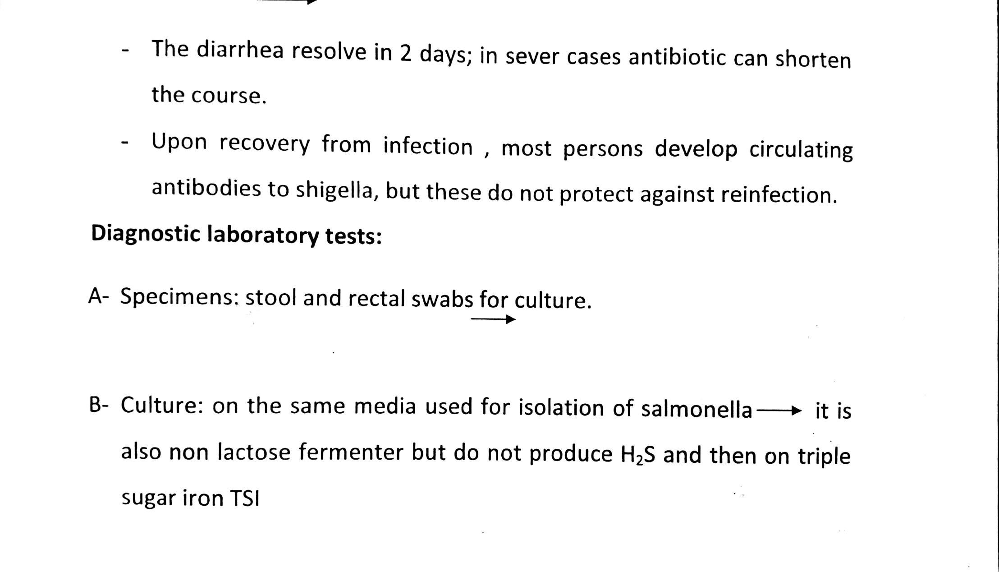 - The diarrhea resolve in 2 days; in sever cases antibiotic can shorten
the course.
- Upon recovery from infection , most persons develop circulating
antibodies to shigella, but these do not protect against reinfection.
Diagnostic laboratory tests:
A- Specimens: stool and rectal swabs for culture.
B- Culture: on the same media used for isolation of salmonella → it is
also non lactose fermenter but do not produce H₂S and then on triple
sugar iron TSI